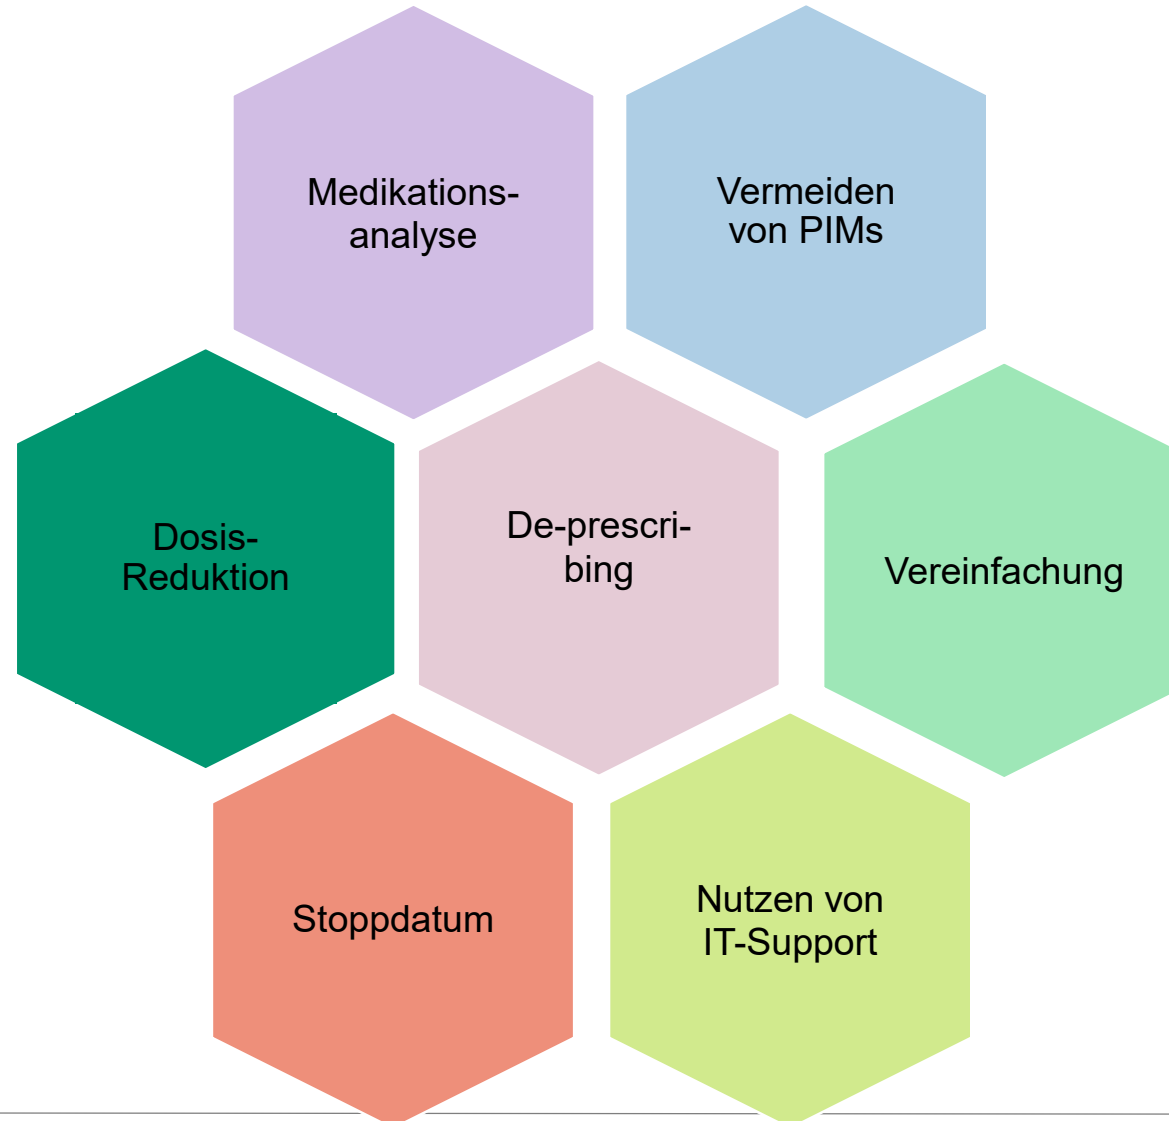 Medikations-
analyse
Vermeiden
von PIMs
Dosis-
Reduktion
De-prescri-
bing
Vereinfachung
Stoppdatum
Nutzen von
IT-Support